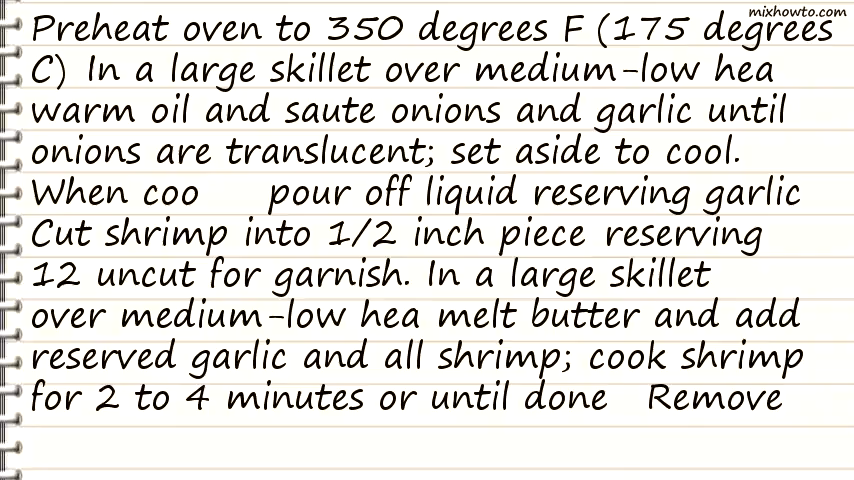 mixhowto.com
Preheat oven to 350 degrees F (175 degrees
C) In a large skillet over medium-low hea
warm oil and saute onions and garlic until
onions are translucent; set aside to cool.
When coo pour off liquid reserving garlic
Cut shrimp into 1/2 inch piece reserving
12 uncut for garnish. In a large skillet
over medium-low hea melt butter and add
reserved garlic and all shrimp; cook shrimp
for 2 to 4 minutes or until done Remove